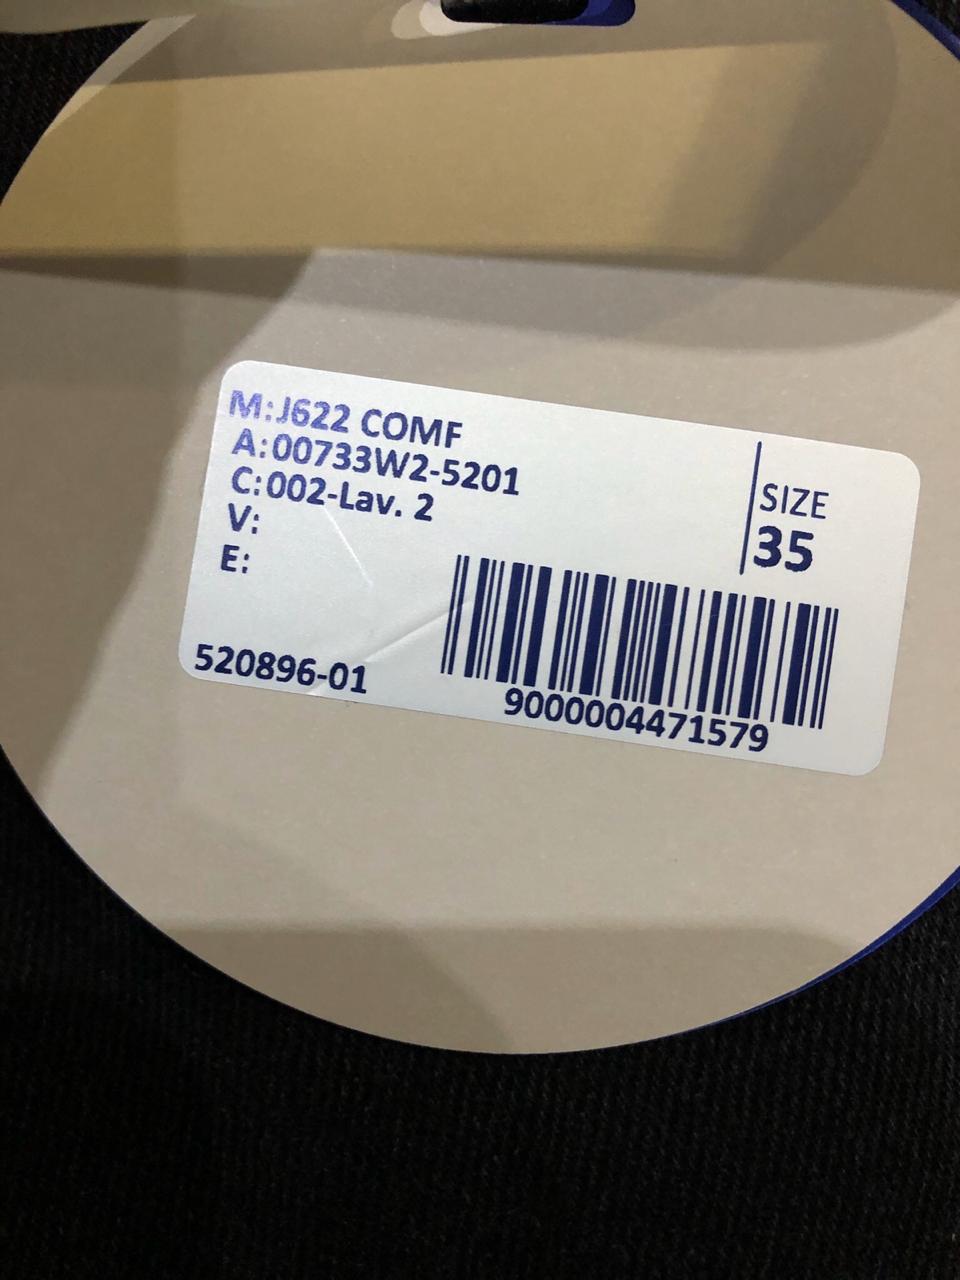 M:J622 COMF
A:00733W2-5201
C:002-Lav. 2
V:
E:
SIZE
35
520896-01
9000004471579